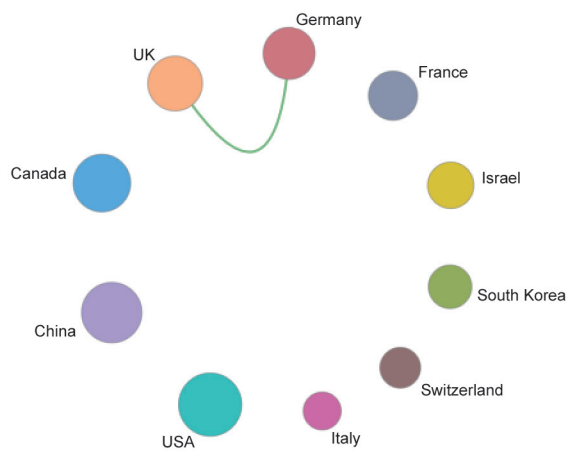 Germany
UK
France
Canada
Israel
South Korea
China
Switzerland
USA
Italy